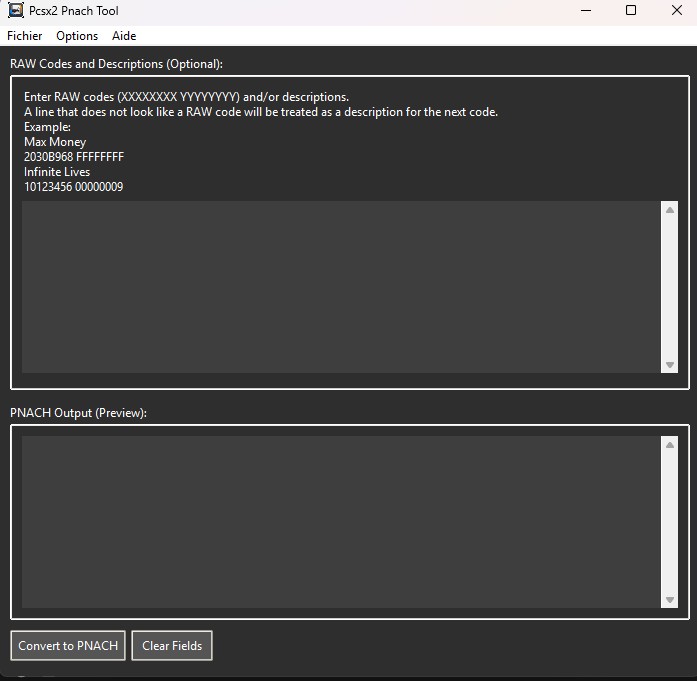 Pcsx2 Pnach Tool
Fichier Options Aide
RAW Codes and Descriptions (Optional):
Enter RAW codes (XXXXXXXX YYYYYYYY) and/or descriptions.
A line that does not look like a RAW code will be treated as a description for the next code.
Example:
Max Money
2030B968 FFFFFFFF
Infinite Lives
10123456 00000009
PNACH Output (Preview):
Convert to PNACH Clear Fields